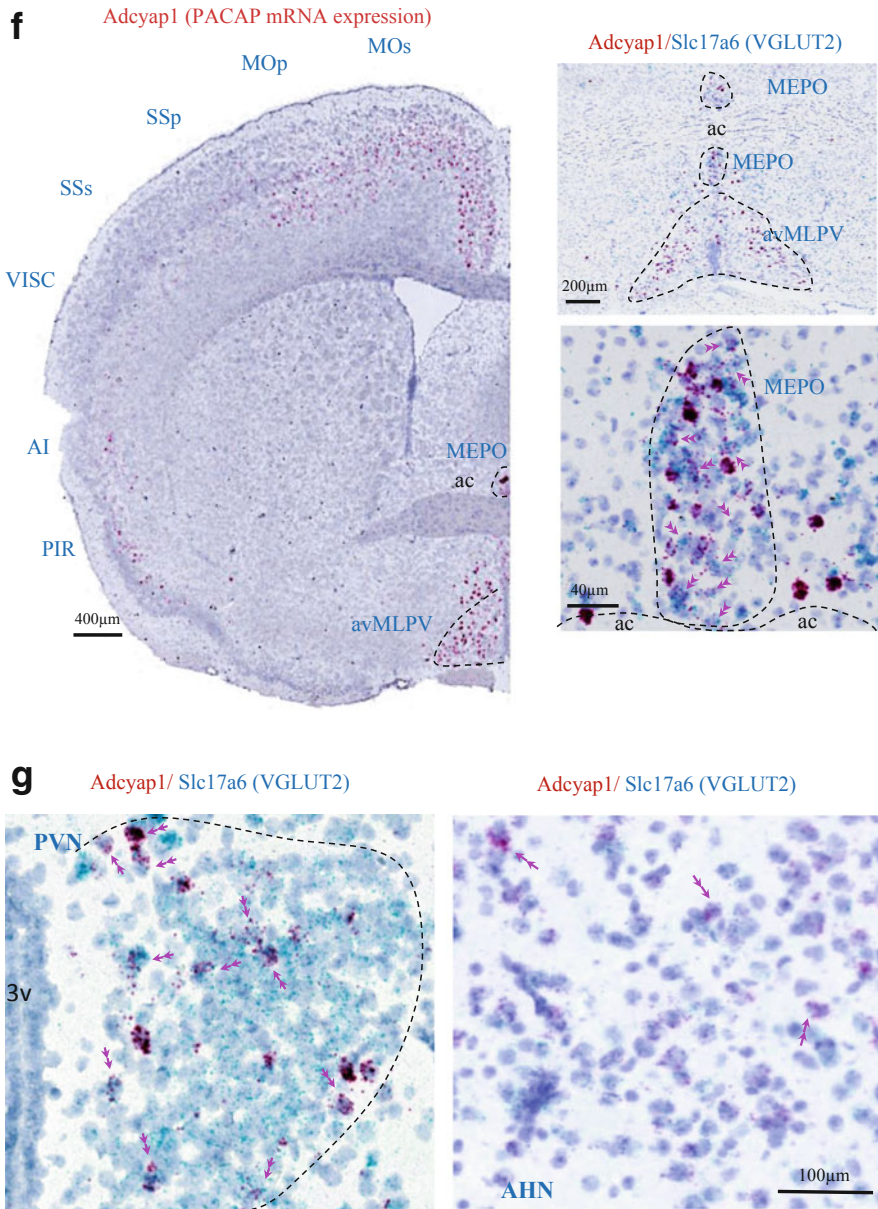 f
Adcyap1 (PACAP mRNA expression)
MOs
MOp
SSp
SSs
VISC
AI
PIR
MEPO
ac
avMLPV
400μm
Adcyap1/Slc17a6 (VGLUT2)
MEPO
ac
MEPO
avMLPV
200μm
MEPO
40μm
ac
ac
g
Adcyap1/ Slc17a6 (VGLUT2)
PVN
3v
Adcyap1/ Slc17a6 (VGLUT2)
AHN
100μm